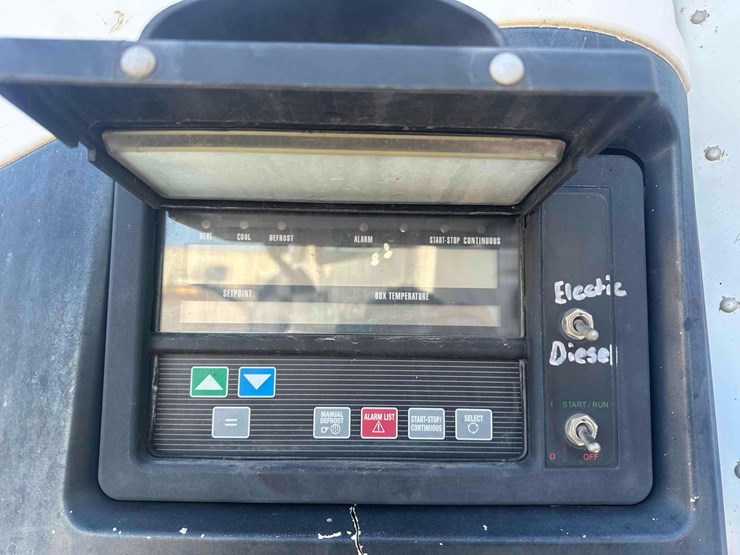 HEAT COOL DEFROST ALARM START-STOP CONTINUOUS
SETPOINT BOX TEMPERATURE
Electic
Diesel
I START / RUN
O OFF
=
MANUAL DEFROST
ALARM LIST
START-STOP/ CONTINUOUS
SELECT